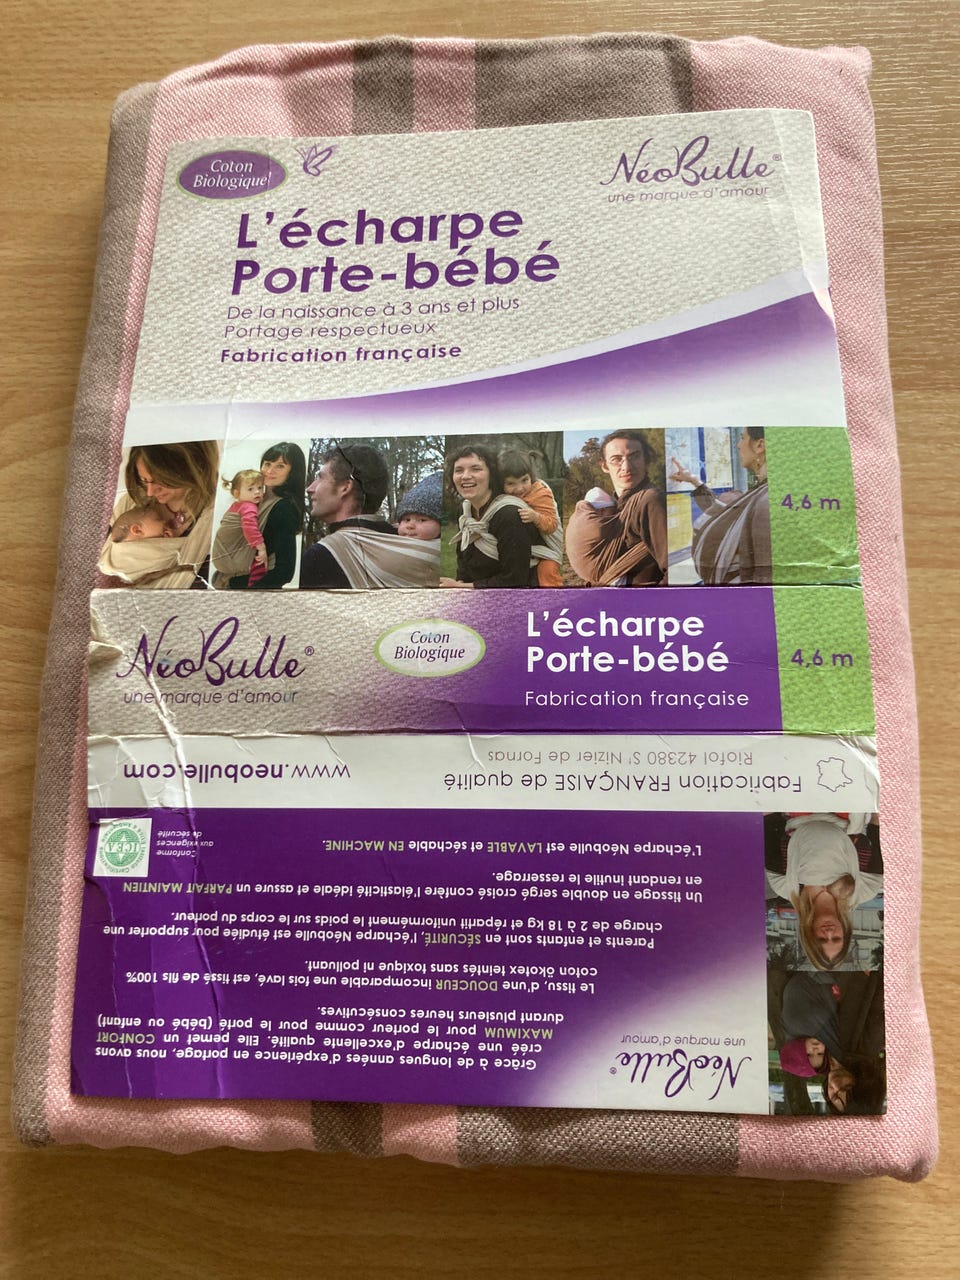 Coton
Biologique!
NéoBulle®
une marque d'amour
L'écharpe
Porte-bébé
De la naissance à 3 ans et plus
Portage respectueux
Fabrication française
4,6 m
NéoBulle®
une marque d'amour
Coton
Biologique
L'écharpe
Porte-bébé
Fabrication française
4,6 m
Fabrication FRANÇAISE de qualité
Riofol 42380 St Nizier de Fornas
www.neobulle.com
NéoBulle®
une marque d'amour
Grâce à de longues années d'expérience en portage, nous avons
créé une écharpe d'excellente qualité. Elle permet un CONFORT
MAXIMUM pour le porteur comme pour le porté (bébé ou enfant)
durant plusieurs heures consécutives.
Le tissu, d'une DOUCEUR incomparable une fois lavé, est tissé de fils 100%
coton ökotex teintés sans toxique ni polluant.
Parents et enfants sont en SÉCURITÉ, l'écharpe Néobulle est étudiée pour supporter une
charge de 2 à 18 kg et répartit uniformément le poids sur le corps du porteur.
Un tissage en double sergé croisé confère l'élasticité idéale et assure un PARFAIT MAINTIEN
en rendant inutile le resserrage.
L'écharpe Néobulle est LAVABLE et séchable EN MACHINE.
Conforme
aux exigences
de sécurité
ICEA